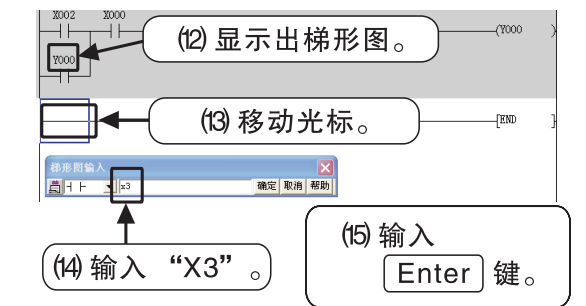 X002 X000
⑿ 显示出梯形图。
(Y000 )
Y000
⒀ 移动光标。
[END ]
梯形图输入
x3 确定 取消 帮助
⒁ 输入 “X3” 。
⒂ 输入
Enter 键。